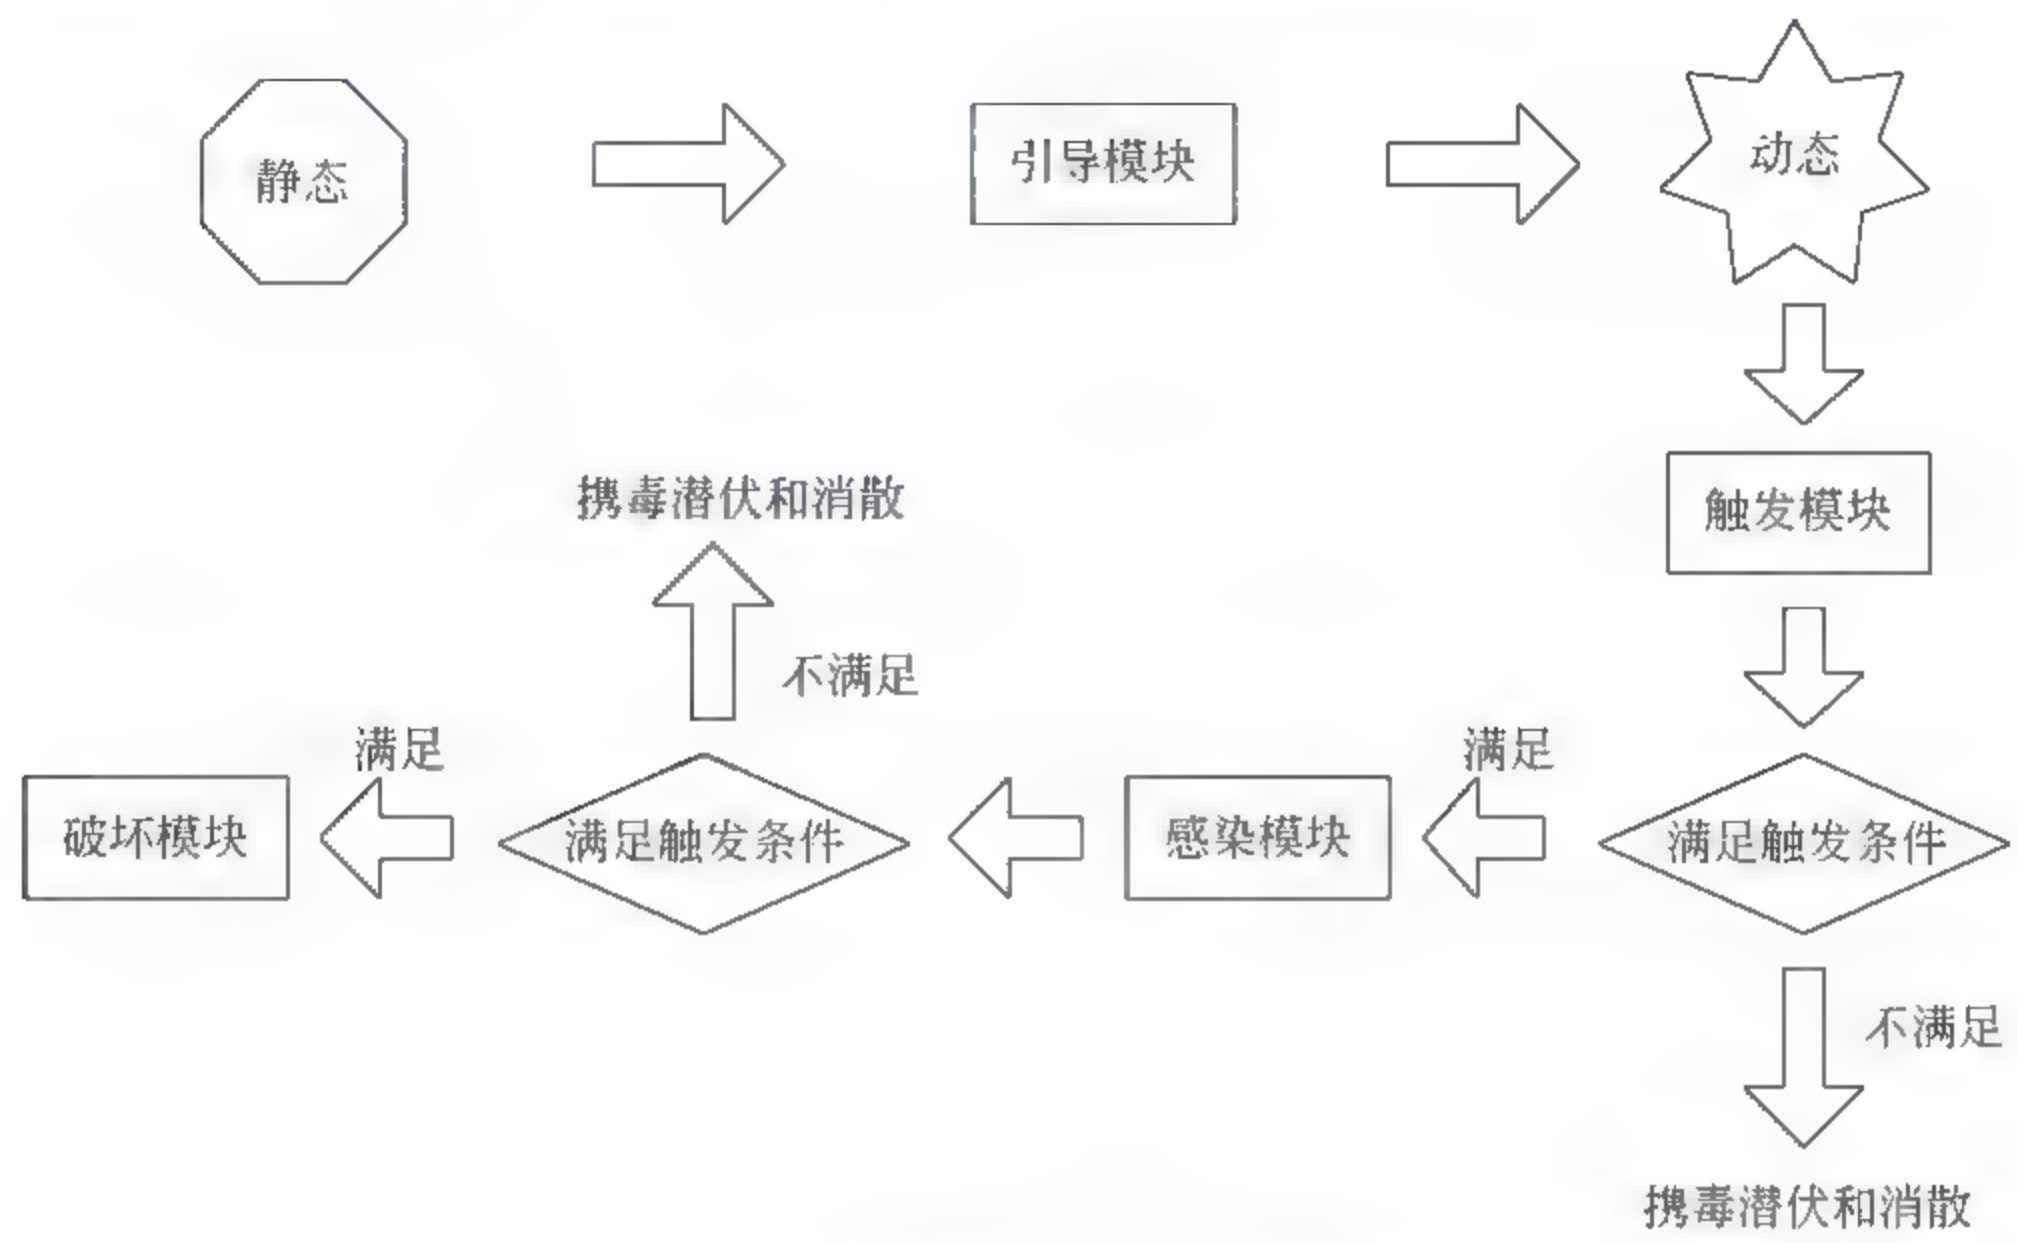 静态
引导模块
动态
触发模块
携毒潜伏和消散
不满足
满足
满足
破坏模块
满足触发条件
感染模块
满足触发条件
不满足
携毒潜伏和消散